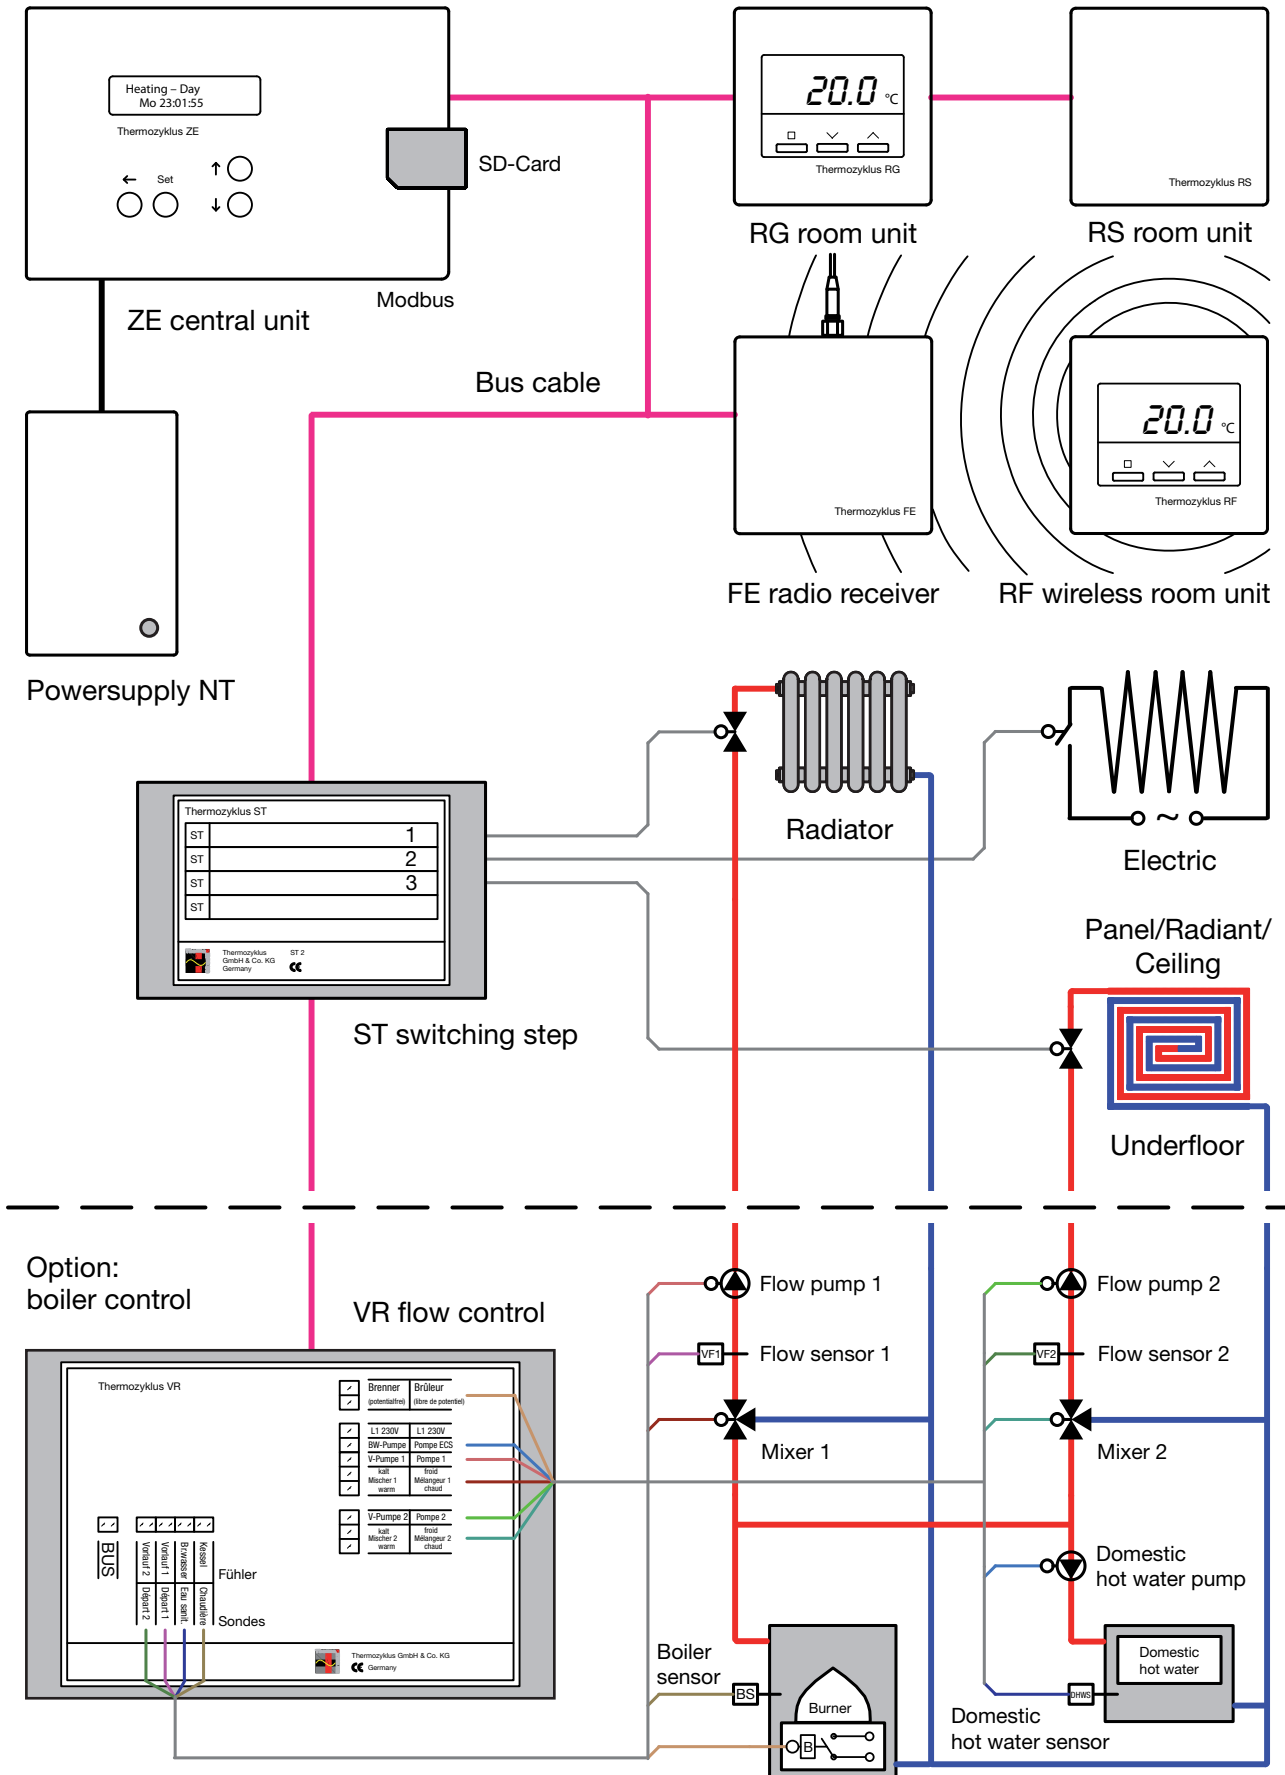 Heating – Day
Mo 23:01:55
Thermozyklus ZE
Set
SD-Card
Modbus
ZE central unit
20.0 °C
Thermozyklus RG
RG room unit
Thermozyklus RS
RS room unit
Bus cable
Thermozyklus FE
FE radio receiver
20.0 °C
Thermozyklus RF
RF wireless room unit
Powersupply NT
Thermozyklus ST
ST 1
ST 2
ST 3
ST
Thermozyklus
GmbH & Co. KG
Germany
ST 2
ST switching step
Radiator
Electric
Panel/Radiant/
Ceiling
Underfloor
Option:
boiler control
VR flow control
Thermozyklus VR
Brenner Brûleur
(potentialfrei) (libre de potentiel)
L1 230V L1 230V
BW-Pumpe Pompe ECS
V-Pumpe 1 Pompe 1
kalt froid
Mischer 1 Mélangeur 1
warm chaud
V-Pumpe 2 Pompe 2
kalt froid
Mischer 2 Mélangeur 2
warm chaud
BUS
Vorlauf 2 Départ 2
Vorlauf 1 Départ 1
Br.wasser Eau sanit.
Kessel Chaudière
Fühler
Sondes
Thermozyklus GmbH & Co. KG
Germany
Flow pump 1
VF1 Flow sensor 1
Mixer 1
Flow pump 2
VF2 Flow sensor 2
Mixer 2
Domestic
hot water pump
Boiler
sensor
BS
Burner
B
Domestic
hot water
DHWS
Domestic
hot water sensor